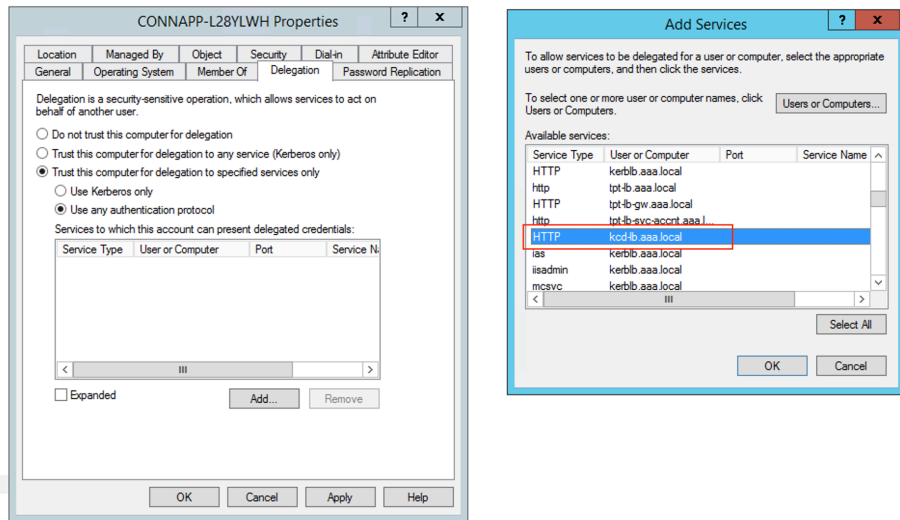 CONNAPP-L28YLWH Properties
? x
Location Managed By Object Security Dial-in Attribute Editor
General Operating System Member Of Delegation Password Replication
Delegation is a security-sensitive operation, which allows services to act on
behalf of another user.
Do not trust this computer for delegation
Trust this computer for delegation to any service (Kerberos only)
Trust this computer for delegation to specified services only
Use Kerberos only
Use any authentication protocol
Services to which this account can present delegated credentials:
Service Type User or Computer Port Service Na
Expanded
Add...
Remove
OK Cancel Apply Help
Add Services
? x
To allow services to be delegated for a user or computer, select the appropriate
users or computers, and then click the services.
To select one or more user or computer names, click
Users or Computers.
Users or Computers...
Available services:
Service Type User or Computer Port Service Name
HTTP kerblb.aaa.local
http tpt-lb.aaa.local
HTTP tpt-lb-gw.aaa.local
http tpt-lb-svc-accnt.aaa.l...
HTTP kcd-lb.aaa.local
ias kerblb.aaa.local
iisadmin kerblb.aaa.local
mcsvc kerblb.aaa.local
Select All
OK Cancel